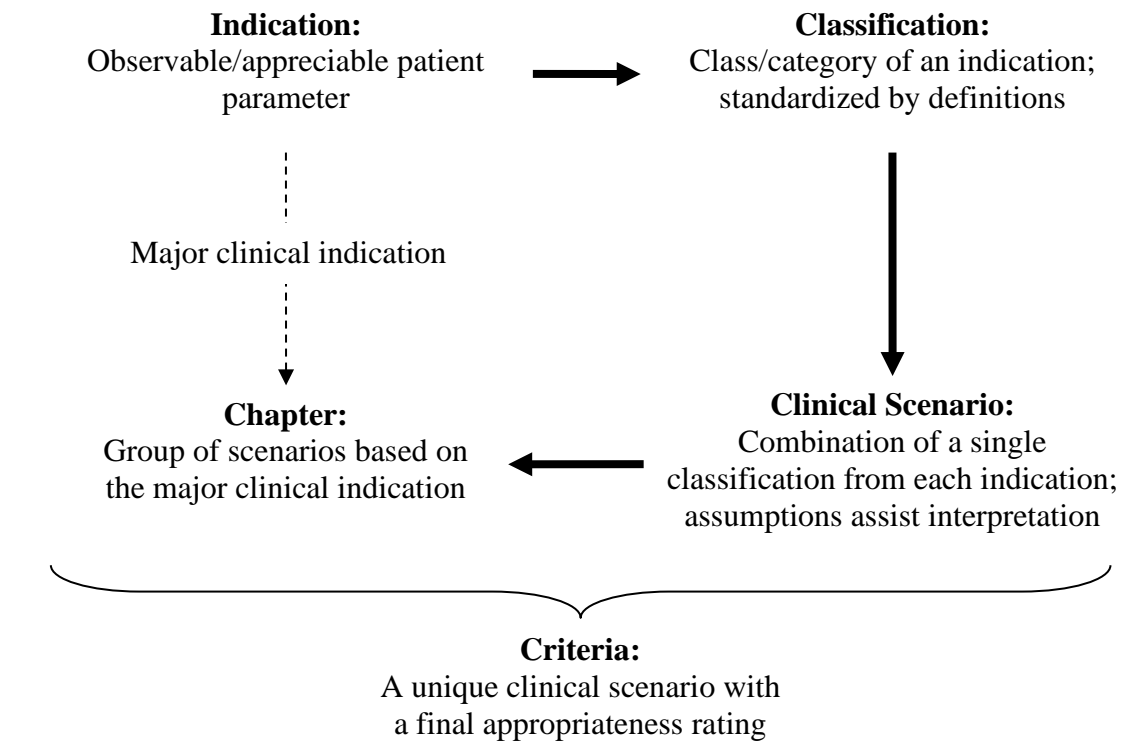 Indication:
Observable/appreciable patient
parameter
Classification:
Class/category of an indication;
standardized by definitions
Major clinical indication
Chapter:
Group of scenarios based on
the major clinical indication
Clinical Scenario:
Combination of a single
classification from each indication;
assumptions assist interpretation
Criteria:
A unique clinical scenario with
a final appropriateness rating